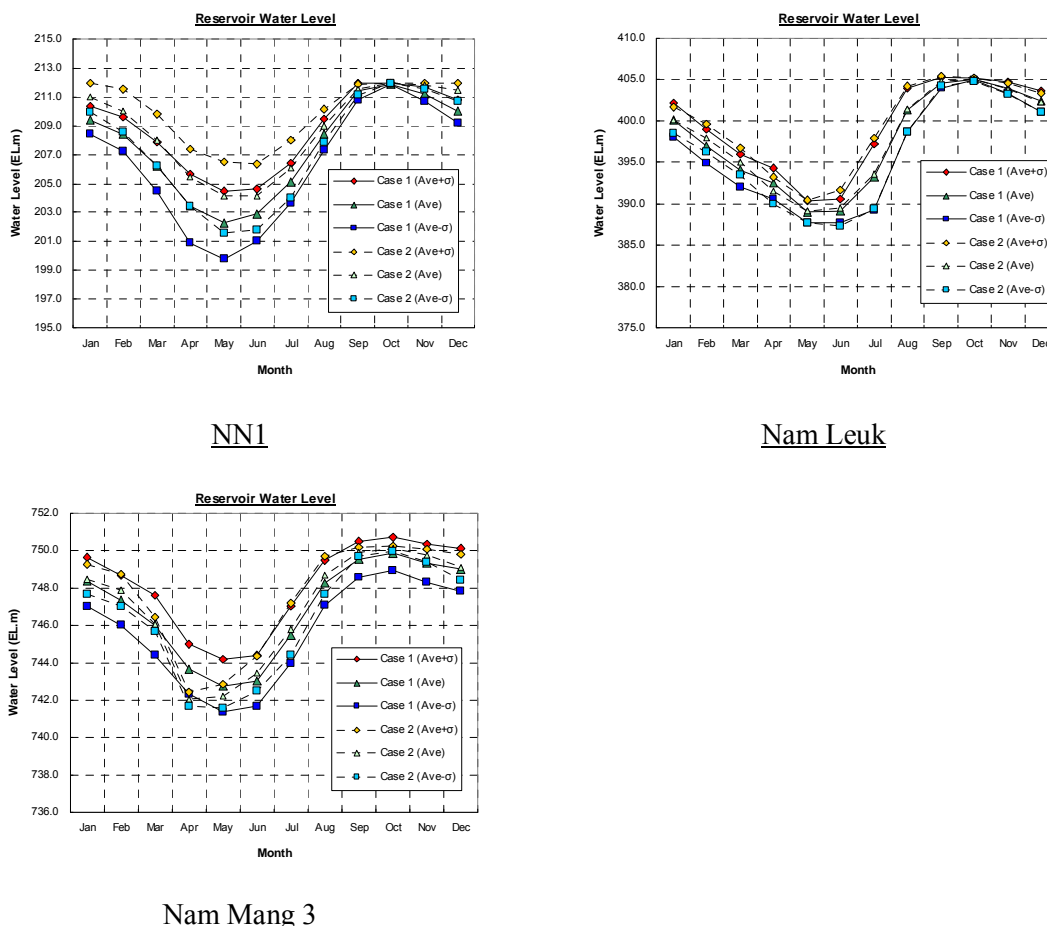 Reservoir Water Level
215.0
213.0
211.0
209.0
207.0
205.0
203.0
201.0
199.0
197.0
195.0
Water Level (EL.m)
Case 1 (Ave+σ)
Case 1 (Ave)
Case 1 (Ave-σ)
Case 2 (Ave+σ)
Case 2 (Ave)
Case 2 (Ave-σ)
Jan Feb Mar Apr May Jun Jul Aug Sep Oct Nov Dec
Month
NN1
Reservoir Water Level
410.0
405.0
400.0
395.0
390.0
385.0
380.0
375.0
Water Level (EL.m)
Case 1 (Ave+σ)
Case 1 (Ave)
Case 1 (Ave-σ)
Case 2 (Ave+σ)
Case 2 (Ave)
Case 2 (Ave-σ)
Jan Feb Mar Apr May Jun Jul Aug Sep Oct Nov Dec
Month
Nam Leuk
Reservoir Water Level
752.0
750.0
748.0
746.0
744.0
742.0
740.0
738.0
736.0
Water Level (EL.m)
Case 1 (Ave+σ)
Case 1 (Ave)
Case 1 (Ave-σ)
Case 2 (Ave+σ)
Case 2 (Ave)
Case 2 (Ave-σ)
Jan Feb Mar Apr May Jun Jul Aug Sep Oct Nov Dec
Month
Nam Mang 3